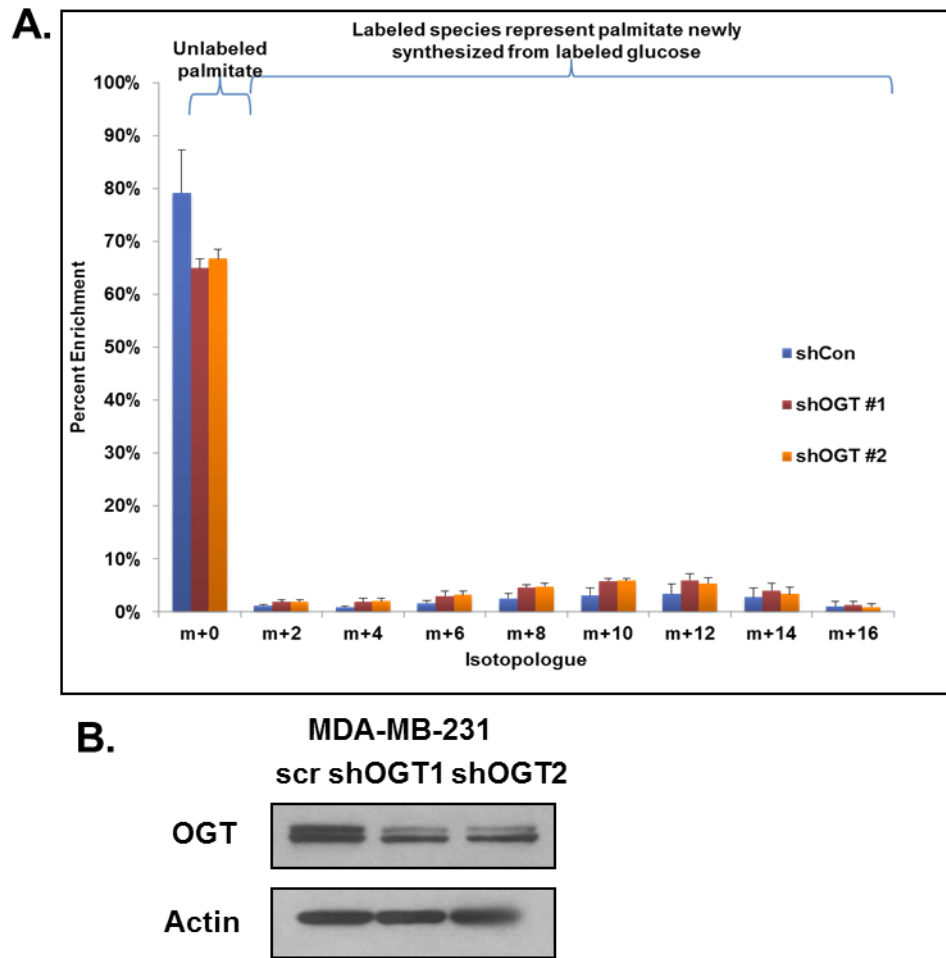 A.
Labeled species represent palmitate newly
synthesized from labeled glucose
Unlabeled
palmitate
100%
90%
80%
70%
60%
50%
40%
30%
20%
10%
0%
Percent Enrichment
shCon
shOGT #1
shOGT #2
m+0 m+2 m+4 m+6 m+8 m+10 m+12 m+14 m+16
Isotopologue
B.
MDA-MB-231
scr shOGT1 shOGT2
OGT
Actin